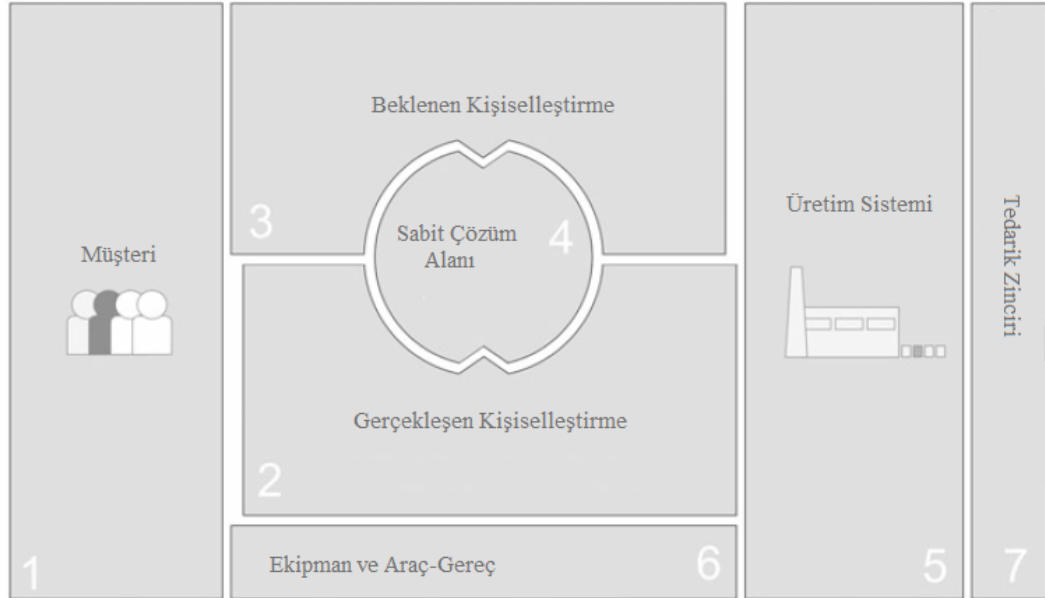 Beklenen Kişiselleştirme
3
Sabit Çözüm
Alanı
4
Müşteri
1
Gerçekleşen Kişiselleştirme
2
Ekipman ve Araç-Gereç
6
Üretim Sistemi
5
Tedarik Zinciri
7